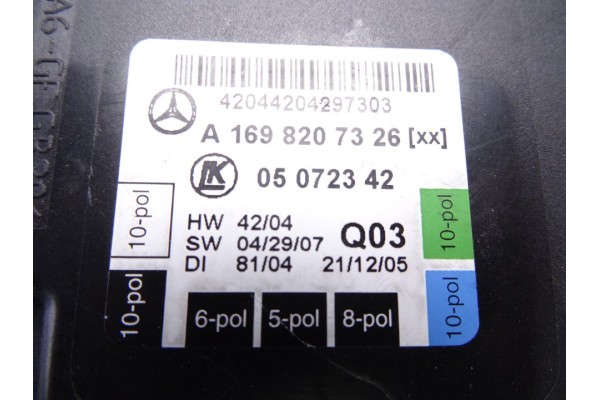 42044204297303
A 169 820 73 26 [xx]
LK
05 0723 42
HW 42/04
SW 04/29/07 Q03
DI 81/04 21/12/05
10-pol
10-pol
6-pol 5-pol 8-pol
10-pol
10-pol